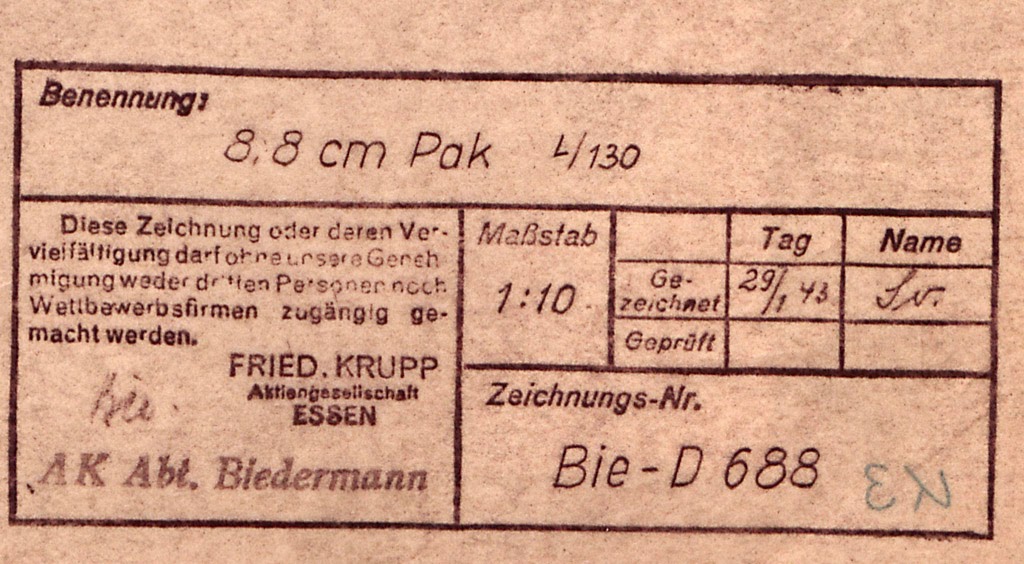 Benennung:
8,8 cm Pak L/130
Diese Zeichnung oder deren Ver-
vielfältigung darf ohne unsere Geneh
migung weder dritten Personen noch
Wettbewerbsfirmen zugängig ge-
macht werden.
FRIED. KRUPP
Aktiengesellschaft
ESSEN
AK Abt. Biedermann
Maßstab
1:10
Tag Name
Ge-
zeichnet 29/1 43
Geprüft
Zeichnungs-Nr.
Bie-D 688